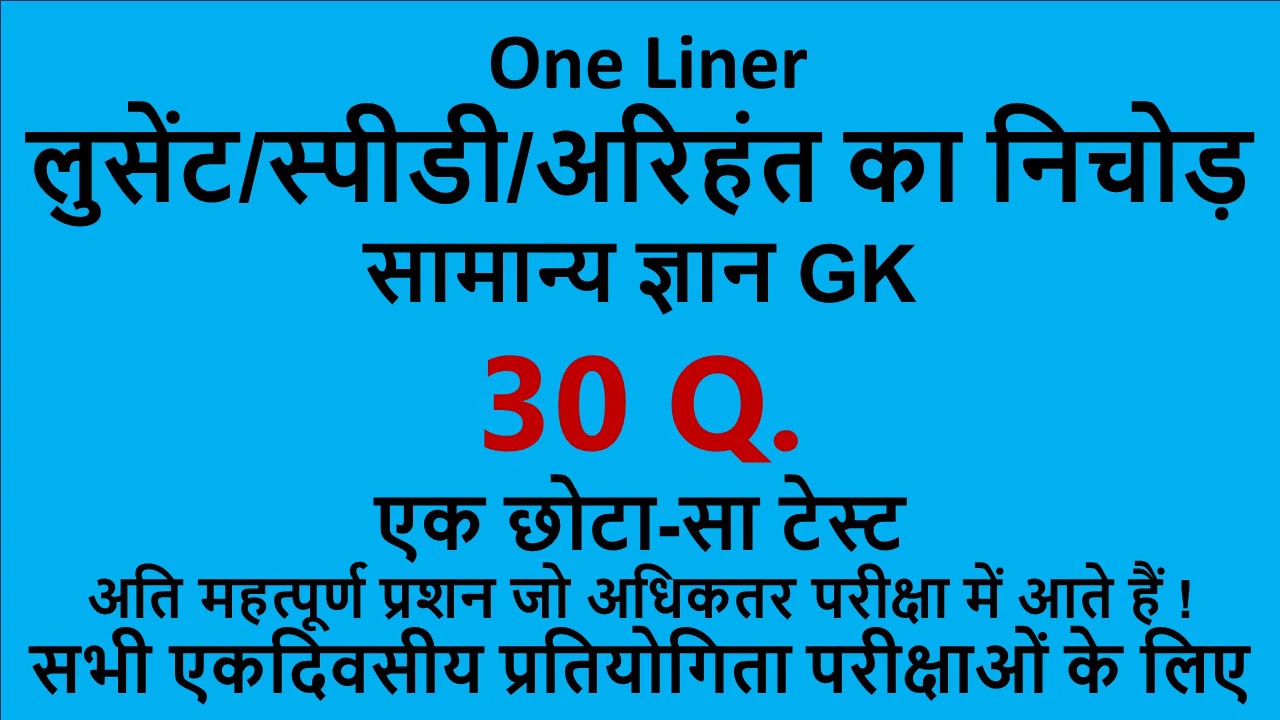 One Liner
लुसेंट/स्पीडी/अरिहंत का निचोड़
सामान्य ज्ञान GK
30 Q.
एक छोटा-सा टेस्ट
अति महत्पूर्ण प्रशन जो अधिकतर परीक्षा में आते हैं !
सभी एकदिवसीय प्रतियोगिता परीक्षाओं के लिए